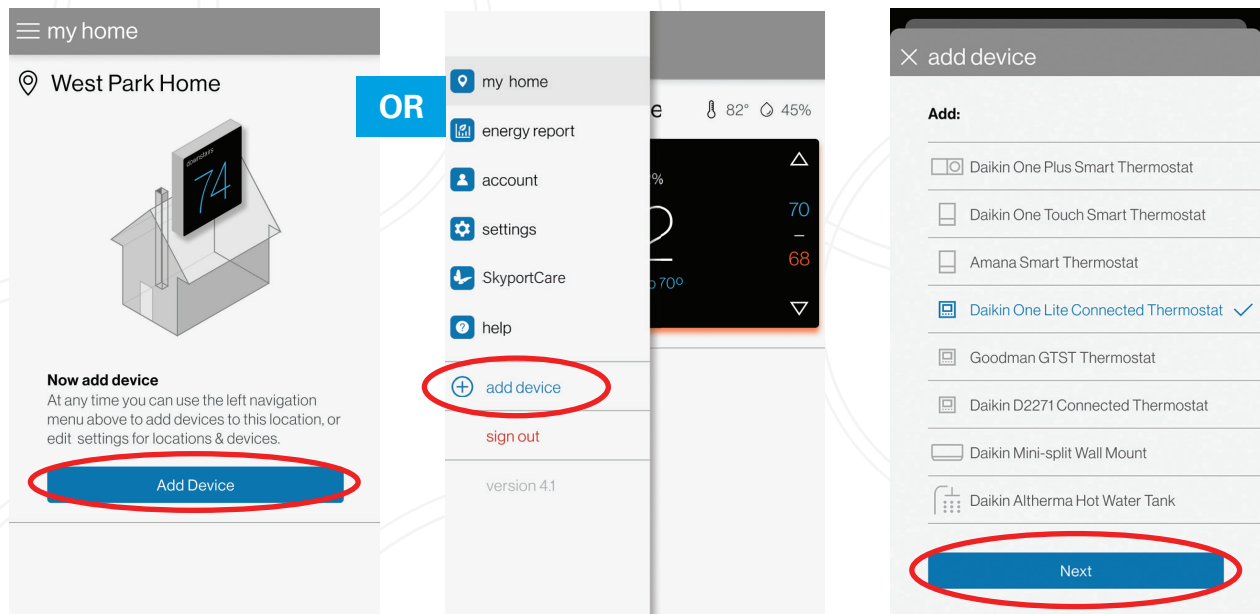 my home
West Park Home
downstairs
74
Now add device
At any time you can use the left navigation
menu above to add devices to this location, or
edit settings for locations & devices.
Add Device
OR
my home
energy report
account
settings
SkyportCare
help
add device
sign out
version 4.1
e 82° 45%
%
2
70
–
68
o 70º
add device
Add:
Daikin One Plus Smart Thermostat
Daikin One Touch Smart Thermostat
Amana Smart Thermostat
Daikin One Lite Connected Thermostat
Goodman GTST Thermostat
Daikin D2271 Connected Thermostat
Daikin Mini-split Wall Mount
Daikin Altherma Hot Water Tank
Next